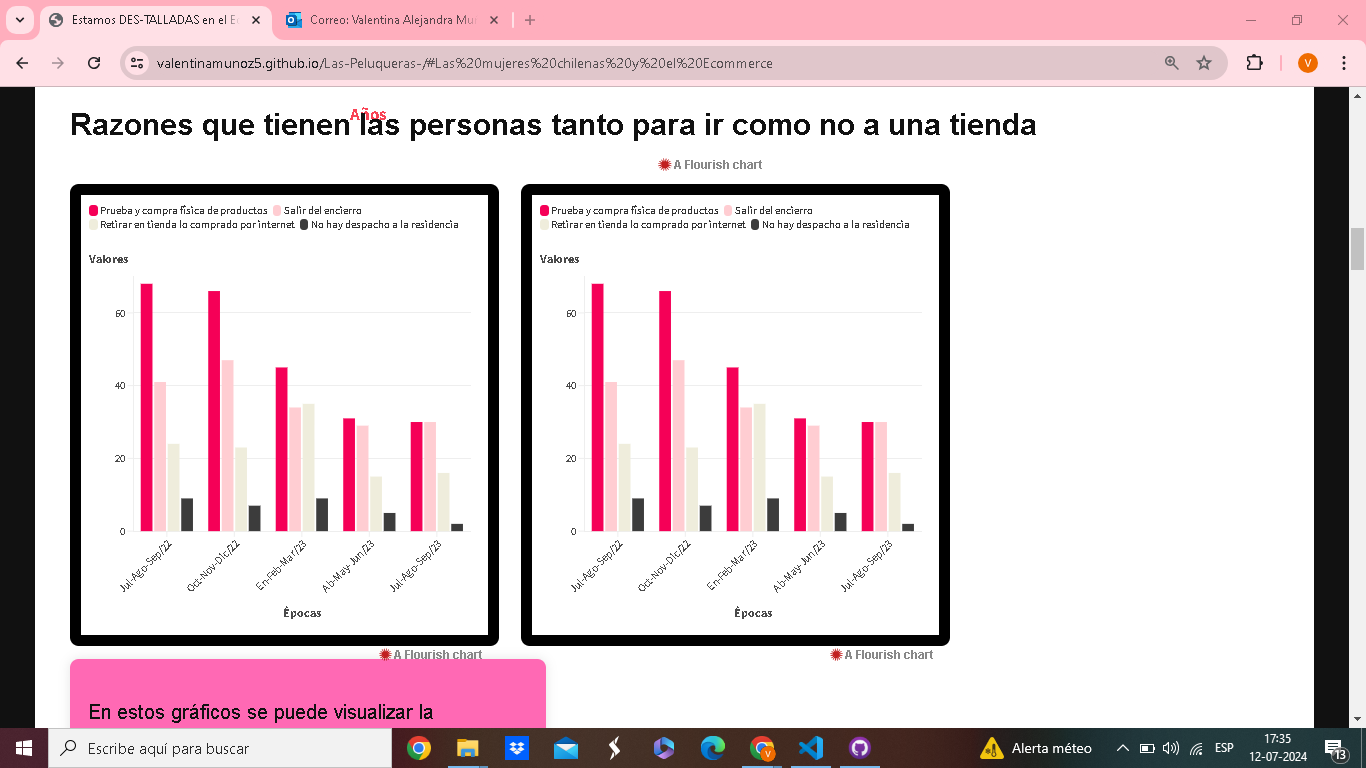 Estamos DES-TALLADAS en el E
Correo: Valentina Alejandra Mu
valentinamunoz5.github.io/Las-Peluqueras-/#Las%20mujeres%20chilenas%20y%20el%20Ecommerce
V
Años
Razones que tienen las personas tanto para ir como no a una tienda
A Flourish chart
Prueba y compra física de productos Salir del encierro
Retirar en tienda lo comprado por internet No hay despacho a la residencia
Valores
60
40
20
0
Jul-Ago-Sep/22
Oct-Nov-Dic/22
En-Feb-Mar/23
Ab-May-Jun/23
Jul-Ago-Sep/23
Épocas
A Flourish chart
Prueba y compra física de productos Salir del encierro
Retirar en tienda lo comprado por internet No hay despacho a la residencia
Valores
60
40
20
0
Jul-Ago-Sep/22
Oct-Nov-Dic/22
En-Feb-Mar/23
Ab-May-Jun/23
Jul-Ago-Sep/23
Épocas
A Flourish chart
En estos gráficos se puede visualizar la
Escribe aquí para buscar
V
Alerta méteo
ESP
17:35
12-07-2024
13